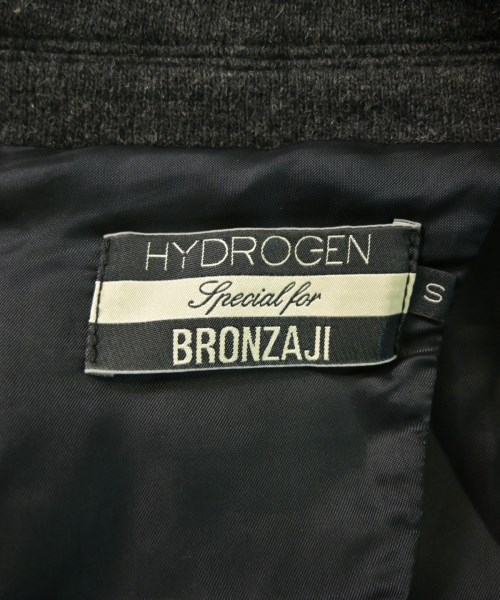 HYDROGEN
Special for
BRONZAJI
S